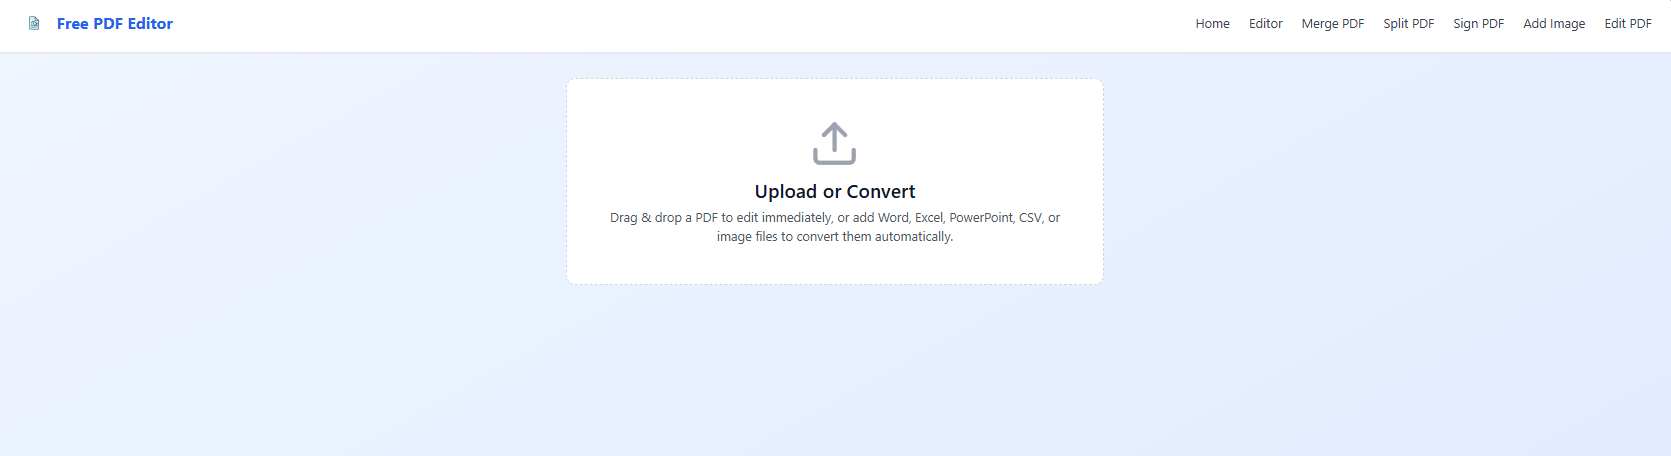 Free PDF Editor
Home Editor Merge PDF Split PDF Sign PDF Add Image Edit PDF
Upload or Convert
Drag & drop a PDF to edit immediately, or add Word, Excel, PowerPoint, CSV, or
image files to convert them automatically.